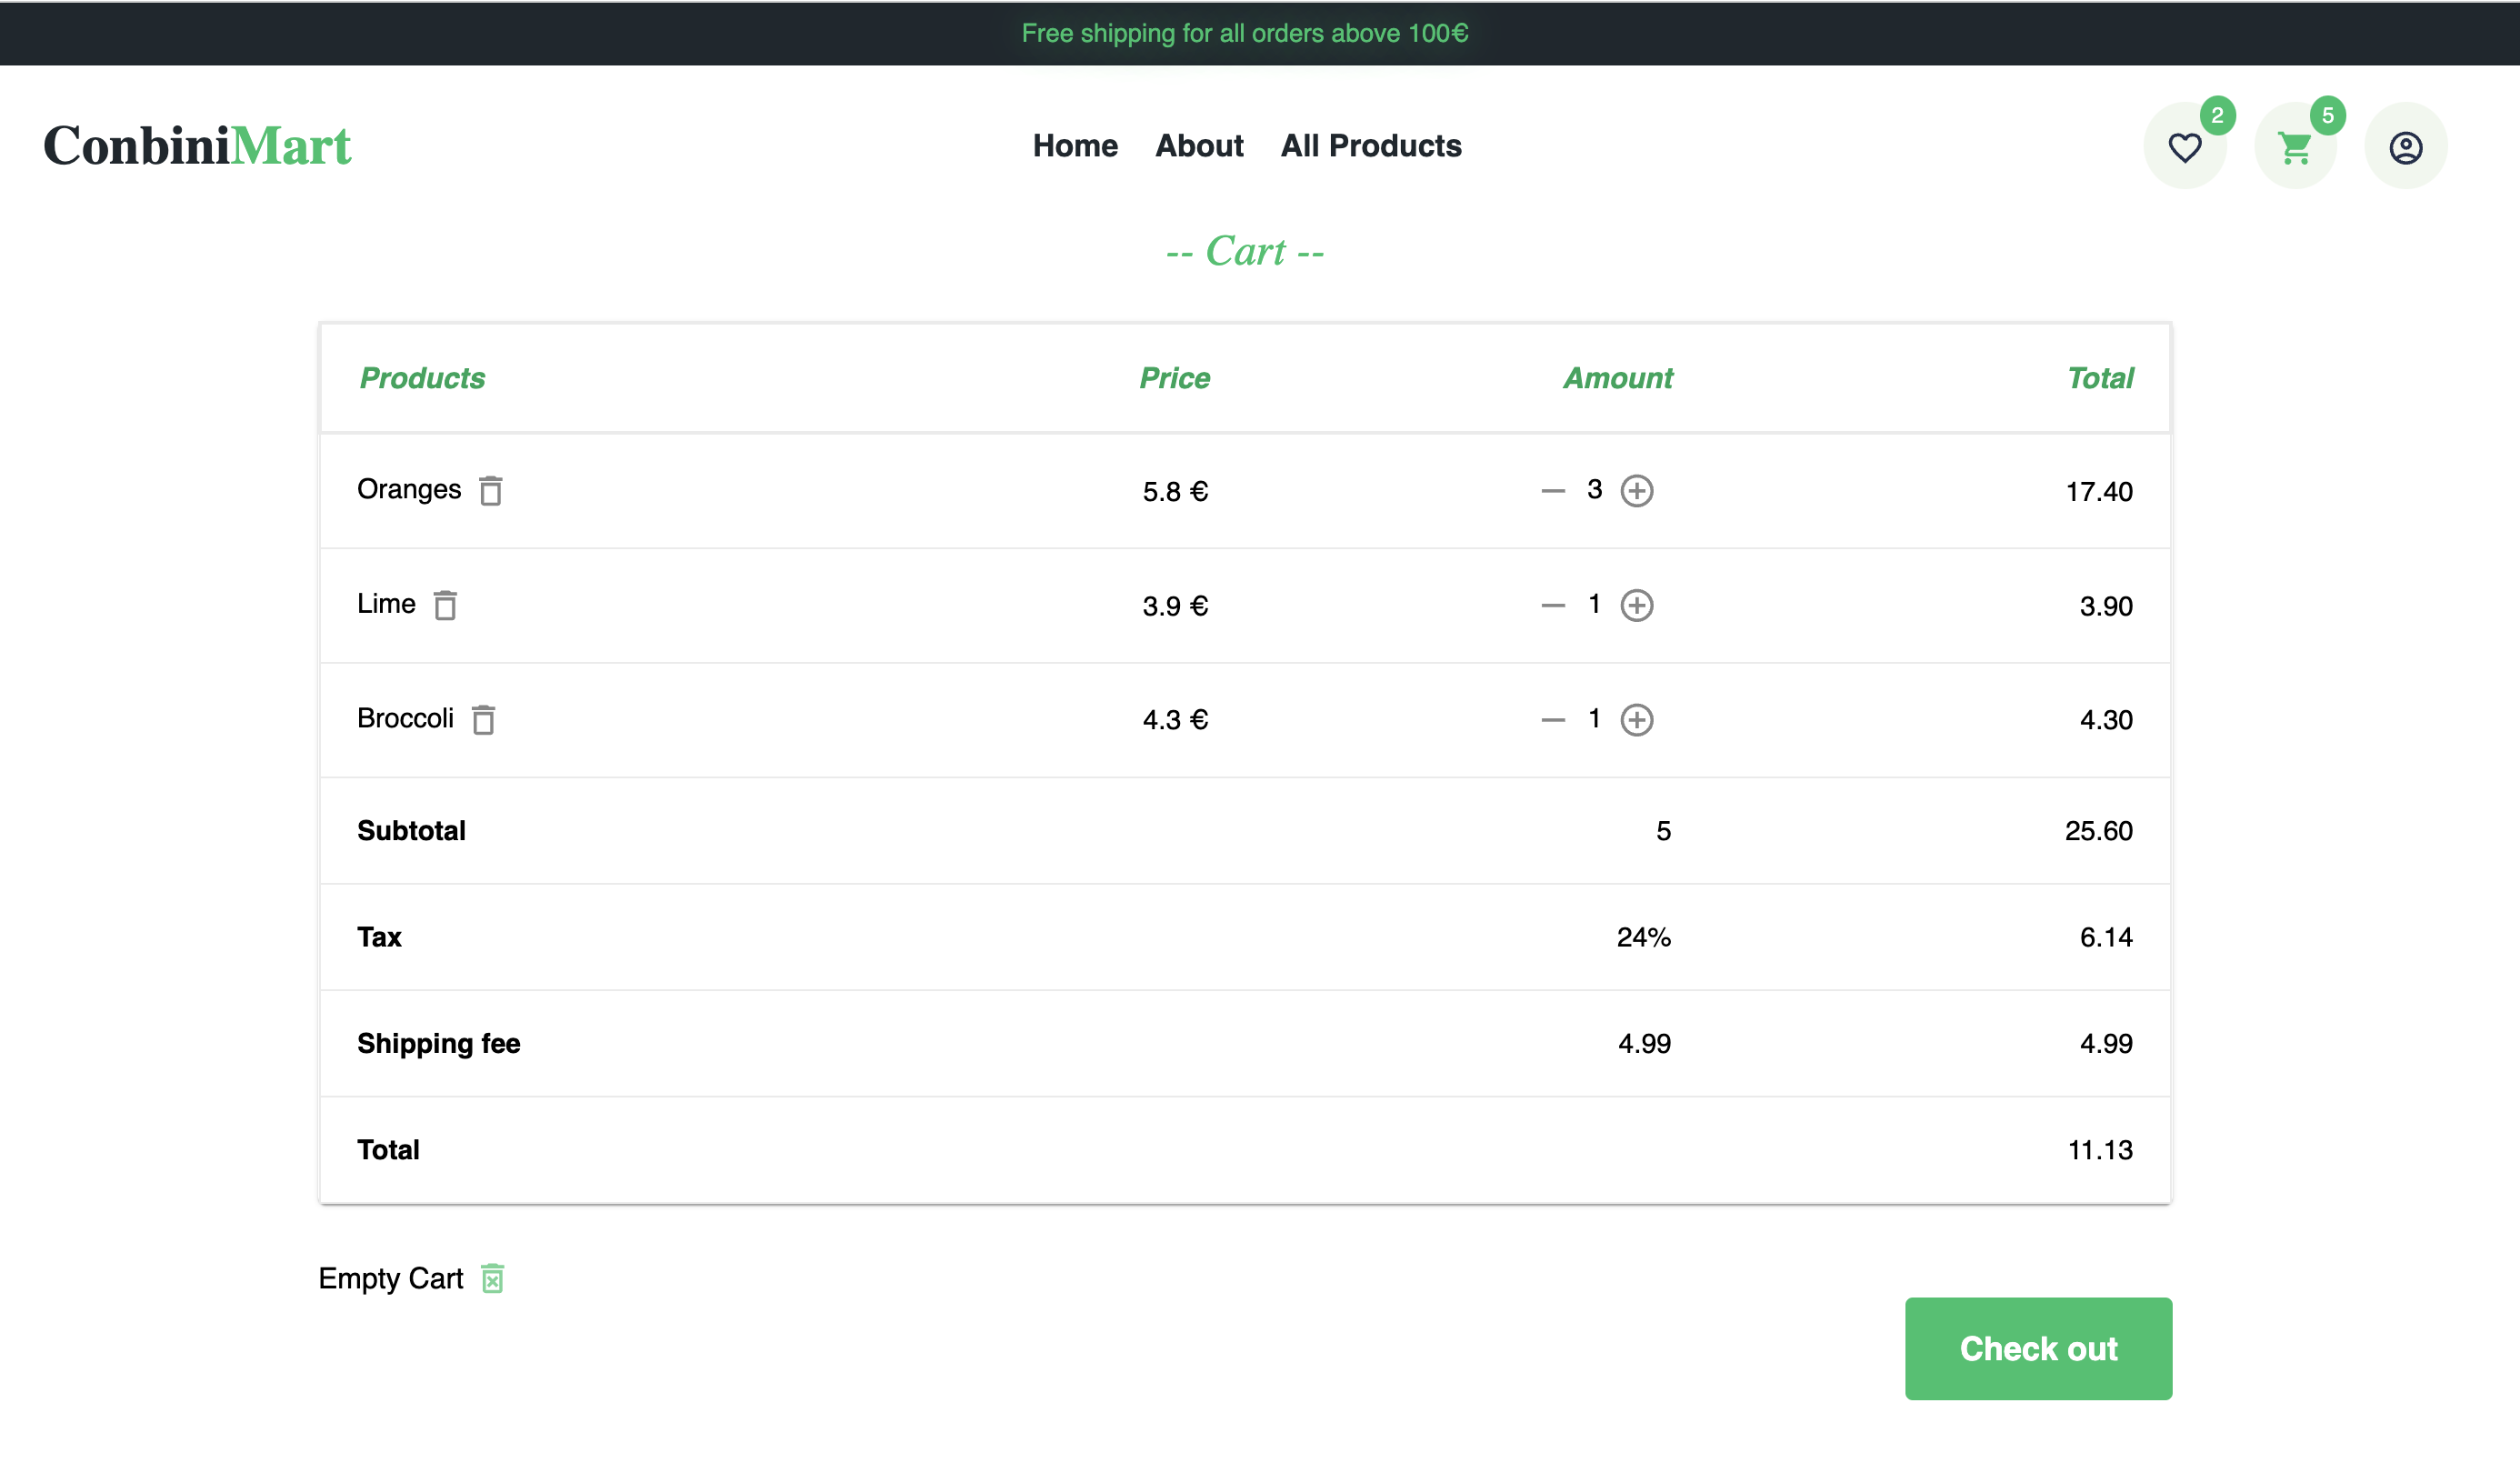 Free shipping for all orders above 100€
ConbiniMart Home About All Products 2 5
-- Cart --
Products Price Amount Total
Oranges 5.8 € 3 17.40
Lime 3.9 € 1 3.90
Broccoli 4.3 € 1 4.30
Subtotal 5 25.60
Tax 24% 6.14
Shipping fee 4.99 4.99
Total 11.13
Empty Cart
Check out